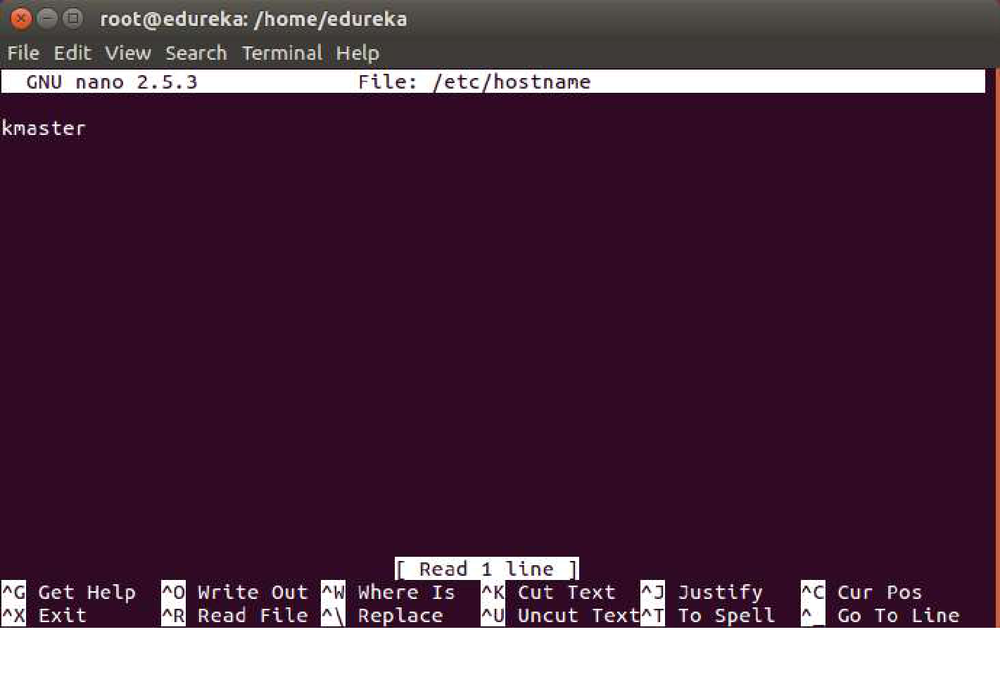 root@edureka: /home/edureka
File Edit View Search Terminal Help
GNU nano 2.5.3 File: /etc/hostname
kmaster
[ Read 1 line ]
^G Get Help ^O Write Out ^W Where Is ^K Cut Text ^J Justify ^C Cur Pos
^X Exit ^R Read File ^\ Replace ^U Uncut Text ^T To Spell ^_ Go To Line